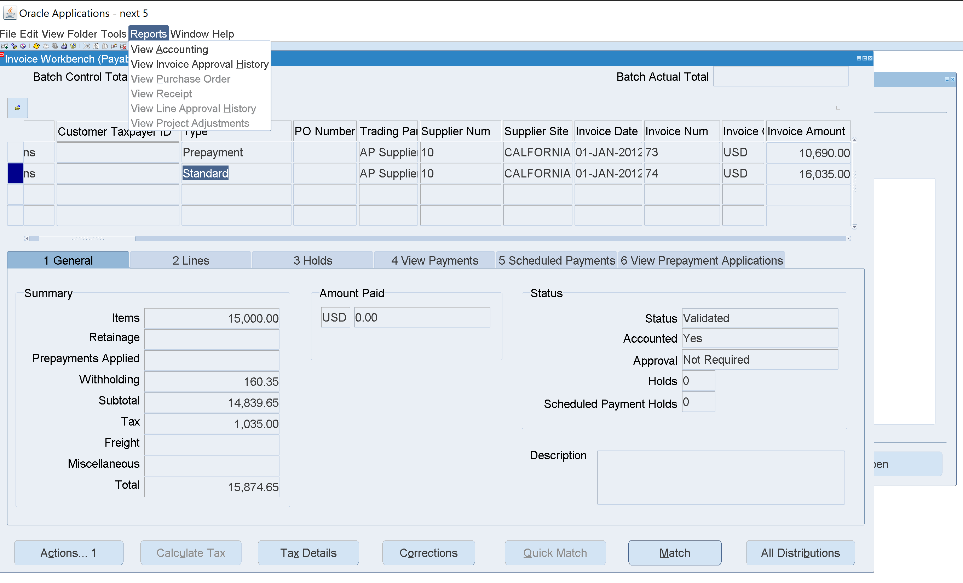 Oracle Applications - next 5
File Edit View Folder Tools Reports Window Help
View Accounting
Invoice Workbench (Payab
View Invoice Approval History
Batch Control Tota
View Purchase Order
Batch Actual Total
View Receipt
View Line Approval History
View Project Adjustments
Customer Taxpayer ID Type PO Number Trading Par Supplier Num Supplier Site Invoice Date Invoice Num Invoice Invoice Amount
ns Prepayment AP Supplie 10 CALFORNIA 01-JAN-2012 73 USD 10,690.00
ns Standard AP Supplie 10 CALFORNIA 01-JAN-2012 74 USD 16,035.00
1 General 2 Lines 3 Holds 4 View Payments 5 Scheduled Payments 6 View Prepayment Applications
Summary
Items 15,000.00
Retainage
Prepayments Applied
Withholding 160.35
Subtotal 14,839.65
Tax 1,035.00
Freight
Miscellaneous
Total 15,874.65
Amount Paid
USD 0.00
Status
Status Validated
Accounted Yes
Approval Not Required
Holds 0
Scheduled Payment Holds 0
Description
pen
Actions... 1 Calculate Tax Tax Details Corrections Quick Match Match All Distributions